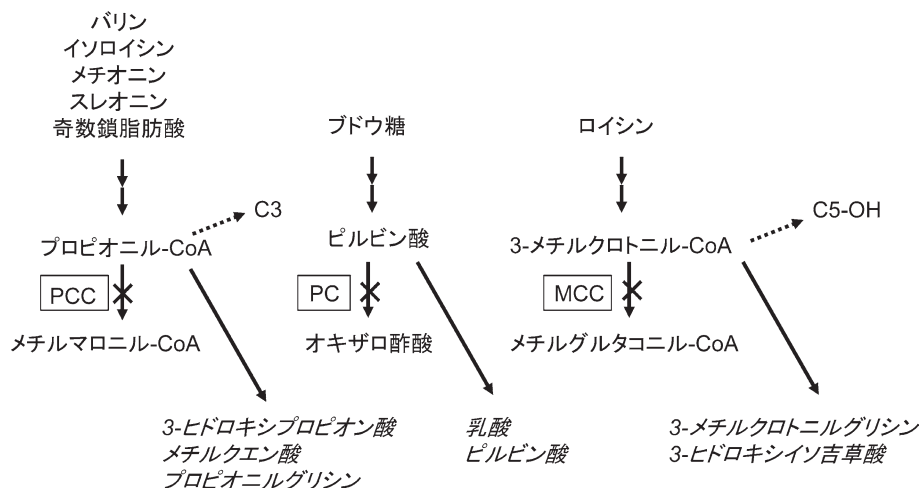 バリン
イソロイシン
メチオニン
スレオニン
奇数鎖脂肪酸
ブドウ糖
ロイシン
C3
C5-OH
プロピオニル-CoA
ピルビン酸
3-メチルクロトニル-CoA
PCC
PC
MCC
メチルマロニル-CoA
オキザロ酢酸
メチルグルタコニル-CoA
3-ヒドロキシプロピオン酸
メチルクエン酸
プロピオニルグリシン
乳酸
ピルビン酸
3-メチルクロトニルグリシン
3-ヒドロキシイソ吉草酸